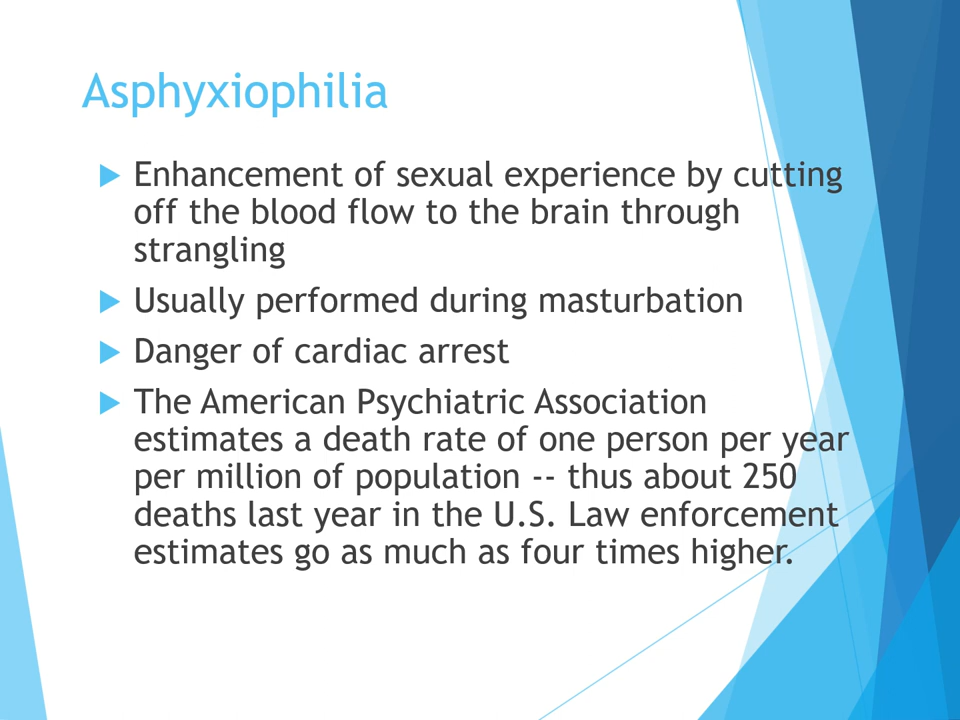 Asphyxiophilia
Enhancement of sexual experience by cutting
off the blood flow to the brain through
strangling
Usually performed during masturbation
Danger of cardiac arrest
The American Psychiatric Association
estimates a death rate of one person per year
per million of population -- thus about 250
deaths last year in the U.S. Law enforcement
estimates go as much as four times higher.